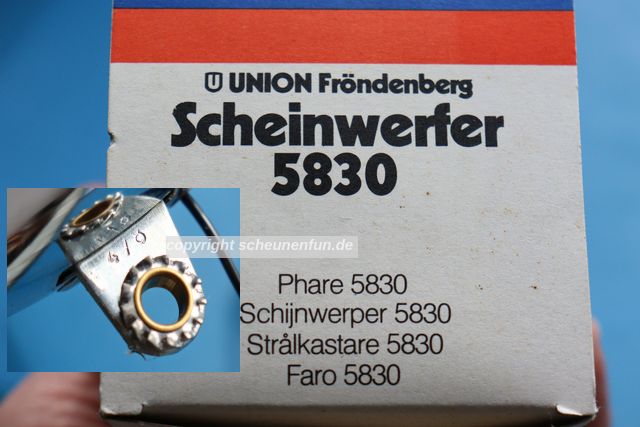 UNION Fröndenberg
Scheinwerfer
5830
copyright scheunenfun.de
Phare 5830
Schijnwerper 5830
Strålkastare 5830
Faro 5830